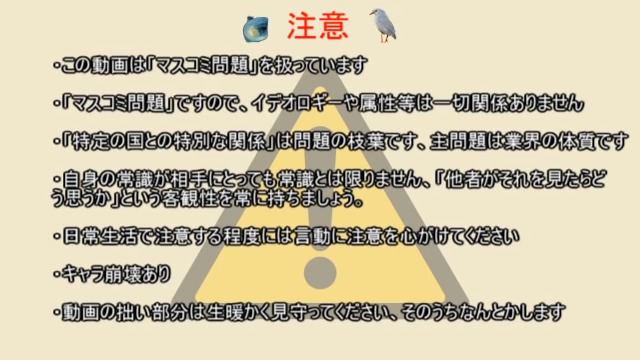 注意
・この動画は「マスコミ問題」を扱っています
・「マスコミ問題」ですので、イデオロギーや属性等は一切関係ありません
・「特定の国との特別な関係」は問題の枝葉です、主問題は業界の体質です
・自身の常識が相手にとっても常識とは限りません、「他者がそれを見たらど
う思うか」という客観性を常に持ちましょう。
・日常生活で注意する程度には言動に注意を心がけてください
・キャラ崩壊あり
・動画の拙い部分は生暖かく見守ってください、そのうちなんとかします